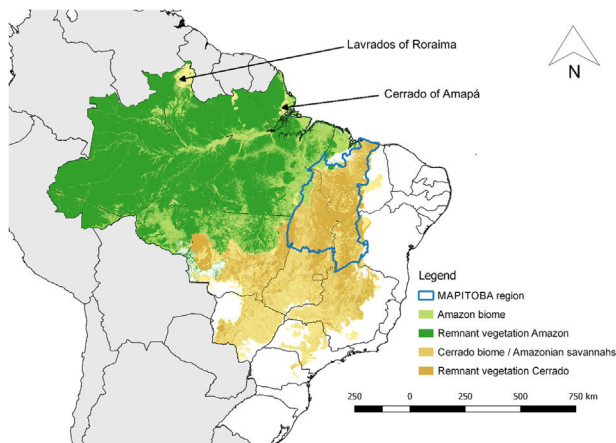 Lavrados of Roraima
Cerrado of Amapá
N
Legend
MAPITOBA region
Amazon biome
Remnant vegetation Amazon
Cerrado biome / Amazonian savannahs
Remnant vegetation Cerrado
250 0 250 500 750 km